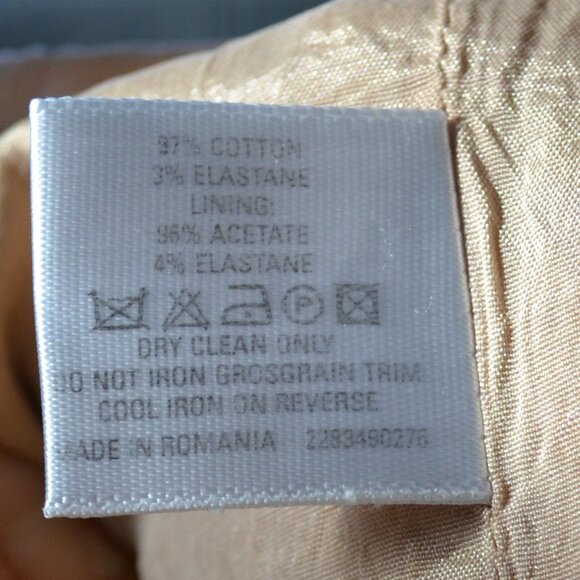 97% COTTON
3% ELASTANE
LINING:
96% ACETATE
4% ELASTANE
P
DRY CLEAN ONLY
DO NOT IRON GROSGRAIN TRIM
COOL IRON ON REVERSE
MADE IN ROMANIA 2283490276